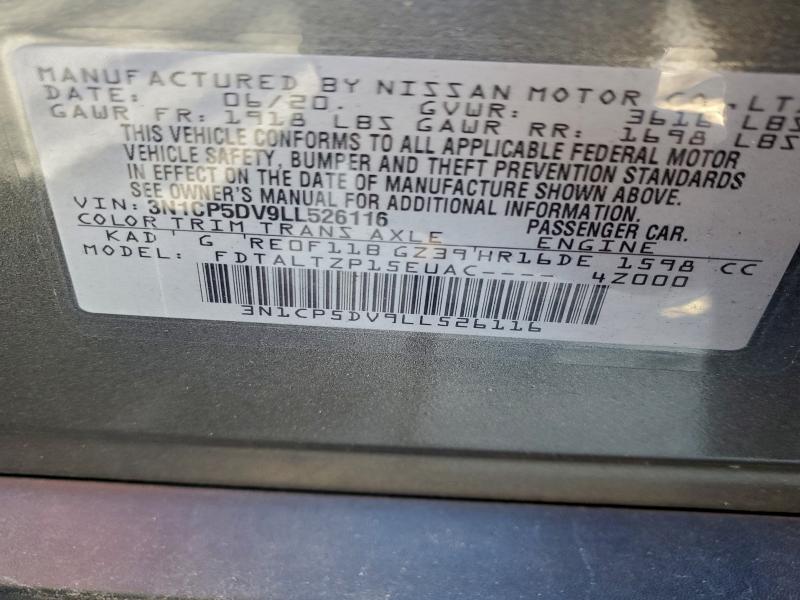 MANUFACTURED BY NISSAN MOTOR CO.,LT
DATE: 06/20. GVWR: 3616 LBS
GAWR FR: 1918 LBS GAWR RR: 1698 LBS
THIS VEHICLE CONFORMS TO ALL APPLICABLE FEDERAL MOTOR
VEHICLE SAFETY, BUMPER AND THEFT PREVENTION STANDARDS
IN EFFECT ON THE DATE OF MANUFACTURE SHOWN ABOVE.
SEE OWNER'S MANUAL FOR ADDITIONAL INFORMATION.
VIN: 3N1CP5DV9LL526116 PASSENGER CAR.
COLOR TRIM TRANS AXLE ENGINE
KAD' G 'RE0F11B GZ39'HR16DE 1598 CC
MODEL: FDTALTZP15EUAC---- 4Z000
3N1CP5DV9LL526116